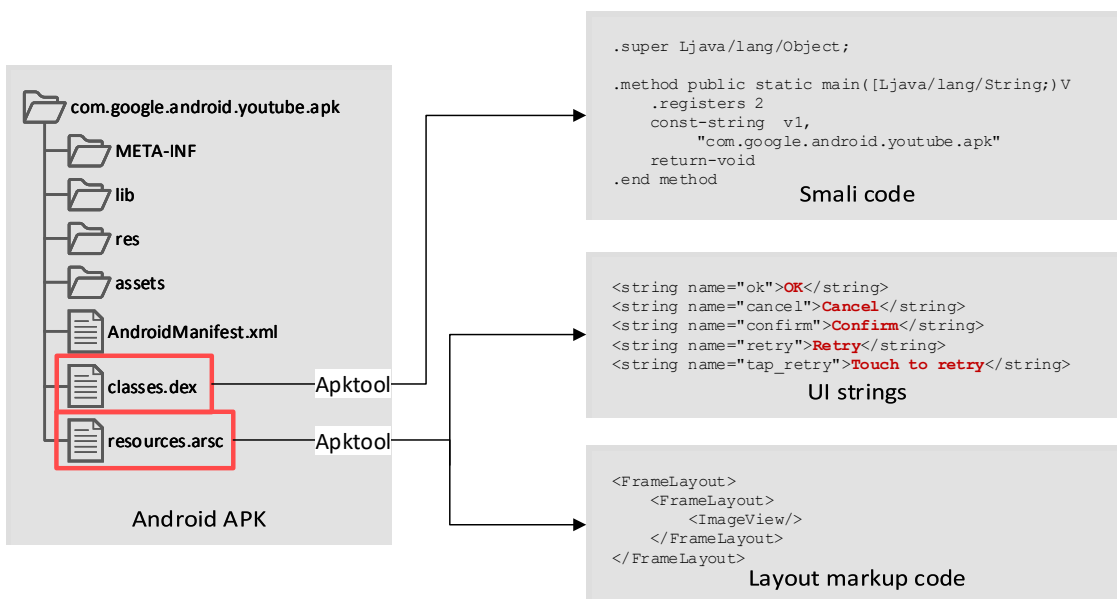 com.google.android.youtube.apk
META-INF
lib
res
assets
AndroidManifest.xml
classes.dex
resources.arsc
Android APK
Apktool
Apktool
.super Ljava/lang/Object;
.method public static main([Ljava/lang/String;)V
.registers 2
const-string v1,
"com.google.android.youtube.apk"
return-void
.end method
Smali code
<string name="ok">OK</string>
<string name="cancel">Cancel</string>
<string name="confirm">Confirm</string>
<string name="retry">Retry</string>
<string name="tap_retry">Touch to retry</string>
UI strings
<FrameLayout>
<FrameLayout>
<ImageView/>
</FrameLayout>
</FrameLayout>
Layout markup code